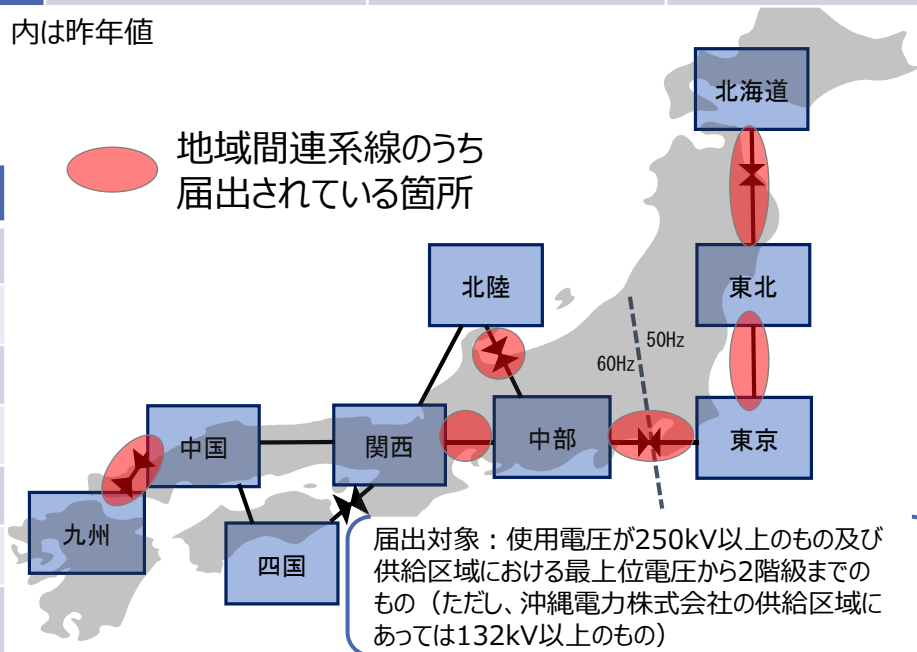 内は昨年値
地域間連系線のうち
届出されている箇所
北海道
東北
北陸
50Hz
60Hz
中国
関西
中部
東京
九州
四国
届出対象：使用電圧が250kV以上のもの及び
供給区域における最上位電圧から2階級までの
もの（ただし、沖縄電力株式会社の供給区域に
あっては132kV以上のもの）